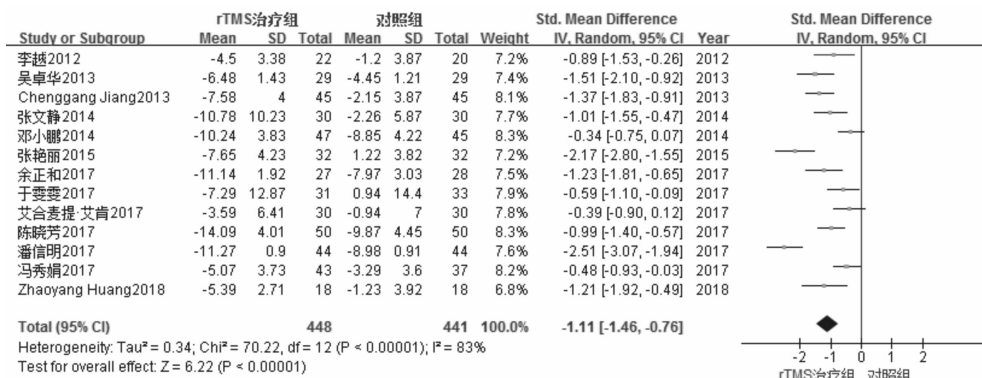 rTMS治疗组 对照组 Std. Mean Difference Std. Mean Difference
Study or Subgroup Mean SD Total Mean SD Total Weight IV, Random, 95% CI Year IV, Random, 95% CI
李越2012 -4.5 3.38 22 -1.2 3.87 20 7.2% -0.89 [-1.53, -0.26] 2012
吴卓华2013 -6.48 1.43 29 -4.45 1.21 29 7.5% -1.51 [-2.10, -0.92] 2013
Chenggang Jiang2013 -7.58 4 45 -2.15 3.87 45 8.1% -1.37 [-1.83, -0.91] 2013
张文静2014 -10.78 10.23 30 -2.26 5.87 30 7.7% -1.01 [-1.55, -0.47] 2014
邓小鹏2014 -10.24 3.83 47 -8.85 4.22 45 8.4% -0.34 [-0.75, 0.07] 2014
张艳丽2015 -7.65 4.23 32 1.22 3.82 32 7.3% -2.17 [-2.80, -1.55] 2015
余正和2017 -11.14 1.92 27 -7.97 3.03 28 7.5% -1.23 [-1.81, -0.65] 2017
于雯雯2017 -7.29 12.87 31 0.94 14.4 33 7.9% -0.59 [-1.10, -0.09] 2017
艾合麦提·艾肯2017 -3.59 6.41 30 -0.94 7 30 7.9% -0.39 [-0.90, 0.12] 2017
陈晓芳2017 -14.09 4.01 50 -9.87 4.45 50 8.3% -0.99 [-1.40, -0.57] 2017
潘信明2017 -11.27 0.9 44 -8.98 0.91 44 7.6% -2.51 [-3.07, -1.94] 2017
冯秀娟2017 -5.07 3.73 43 -3.29 3.6 37 8.2% -0.48 [-0.93, -0.03] 2017
Zhaoyang Huang2018 -5.39 2.71 18 -1.23 3.92 18 6.8% -1.21 [-1.92, -0.49] 2018
Total (95% CI) 448 441 100.0% -1.11 [-1.46, -0.76]
Heterogeneity: Tau² = 0.34; Chi² = 70.22, df = 12 (P < 0.00001); I² = 83%
Test for overall effect: Z = 6.22 (P < 0.00001)
-2 -1 0 1 2
rTMS治疗组 对照组